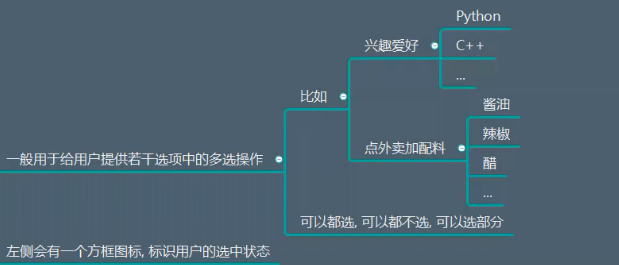 Python
兴趣爱好
C++
...
比如
酱油
辣椒
点外卖加配料
一般用于给用户提供若干选项中的多选操作
醋
...
可以都选, 可以都不选, 可以选部分
左侧会有一个方框图标, 标识用户的选中状态